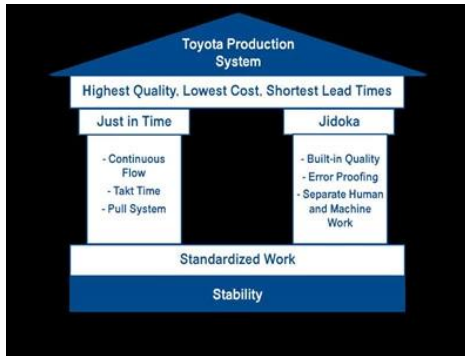 Toyota Production
System
Highest Quality, Lowest Cost, Shortest Lead Times
Just in Time
- Continuous
Flow
- Takt Time
- Pull System
Jidoka
- Built-in Quality
- Error Proofing
- Separate Human
and Machine
Work
Standardized Work
Stability